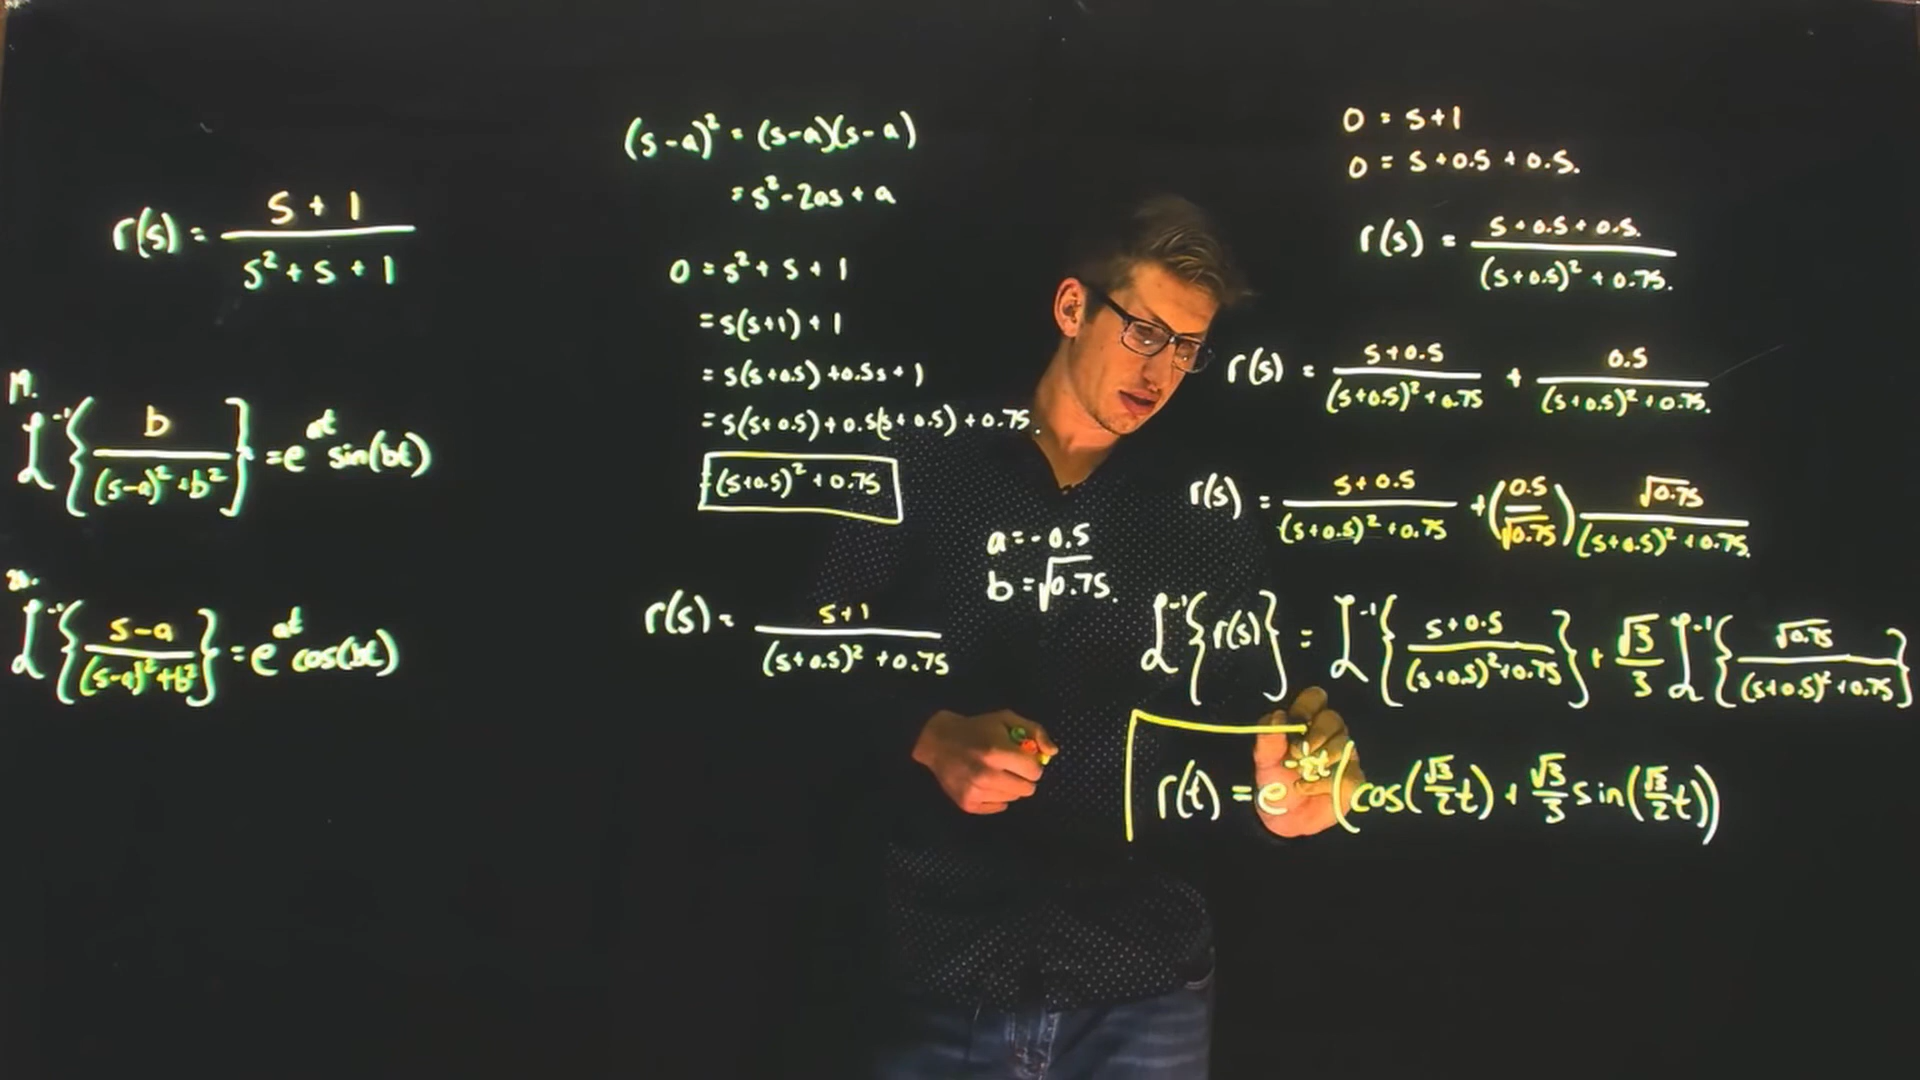 r(s) = (s + 1)/(s² + s + 1)
19.
ℒ⁻¹{b/((s-a)² + b²)} = e^(at) sin(bt)
20.
ℒ⁻¹{(s-a)/((s-a)² + b²)} = e^(at) cos(bt)
(s-a)² = (s-a)(s-a)
= s² - 2as + a
0 = s² + s + 1
= s(s+1) + 1
= s(s+0.5) + 0.5s + 1
= s(s+0.5) + 0.5(s+0.5) + 0.75.
= (s+0.5)² + 0.75
a = -0.5
b = √0.75.
r(s) = (s+1)/((s+0.5)² + 0.75)
0 = s+1
0 = s + 0.5 + 0.5.
r(s) = (s + 0.5 + 0.5.)/((s+0.5)² + 0.75.)
r(s) = (s+0.5)/((s+0.5)² + 0.75) + 0.5/((s+0.5)² + 0.75.)
r(s) = (s+0.5)/((s+0.5)² + 0.75) + (0.5/√0.75) √0.75/((s+0.5)² + 0.75.)
ℒ⁻¹{r(s)} = ℒ⁻¹{(s+0.5)/((s+0.5)² + 0.75)} + √3/3 ℒ⁻¹{√0.75/((s+0.5)² + 0.75)}
r(t) = e^(-½t) (cos(√3/2 t) + √3/3 sin(√3/2 t))